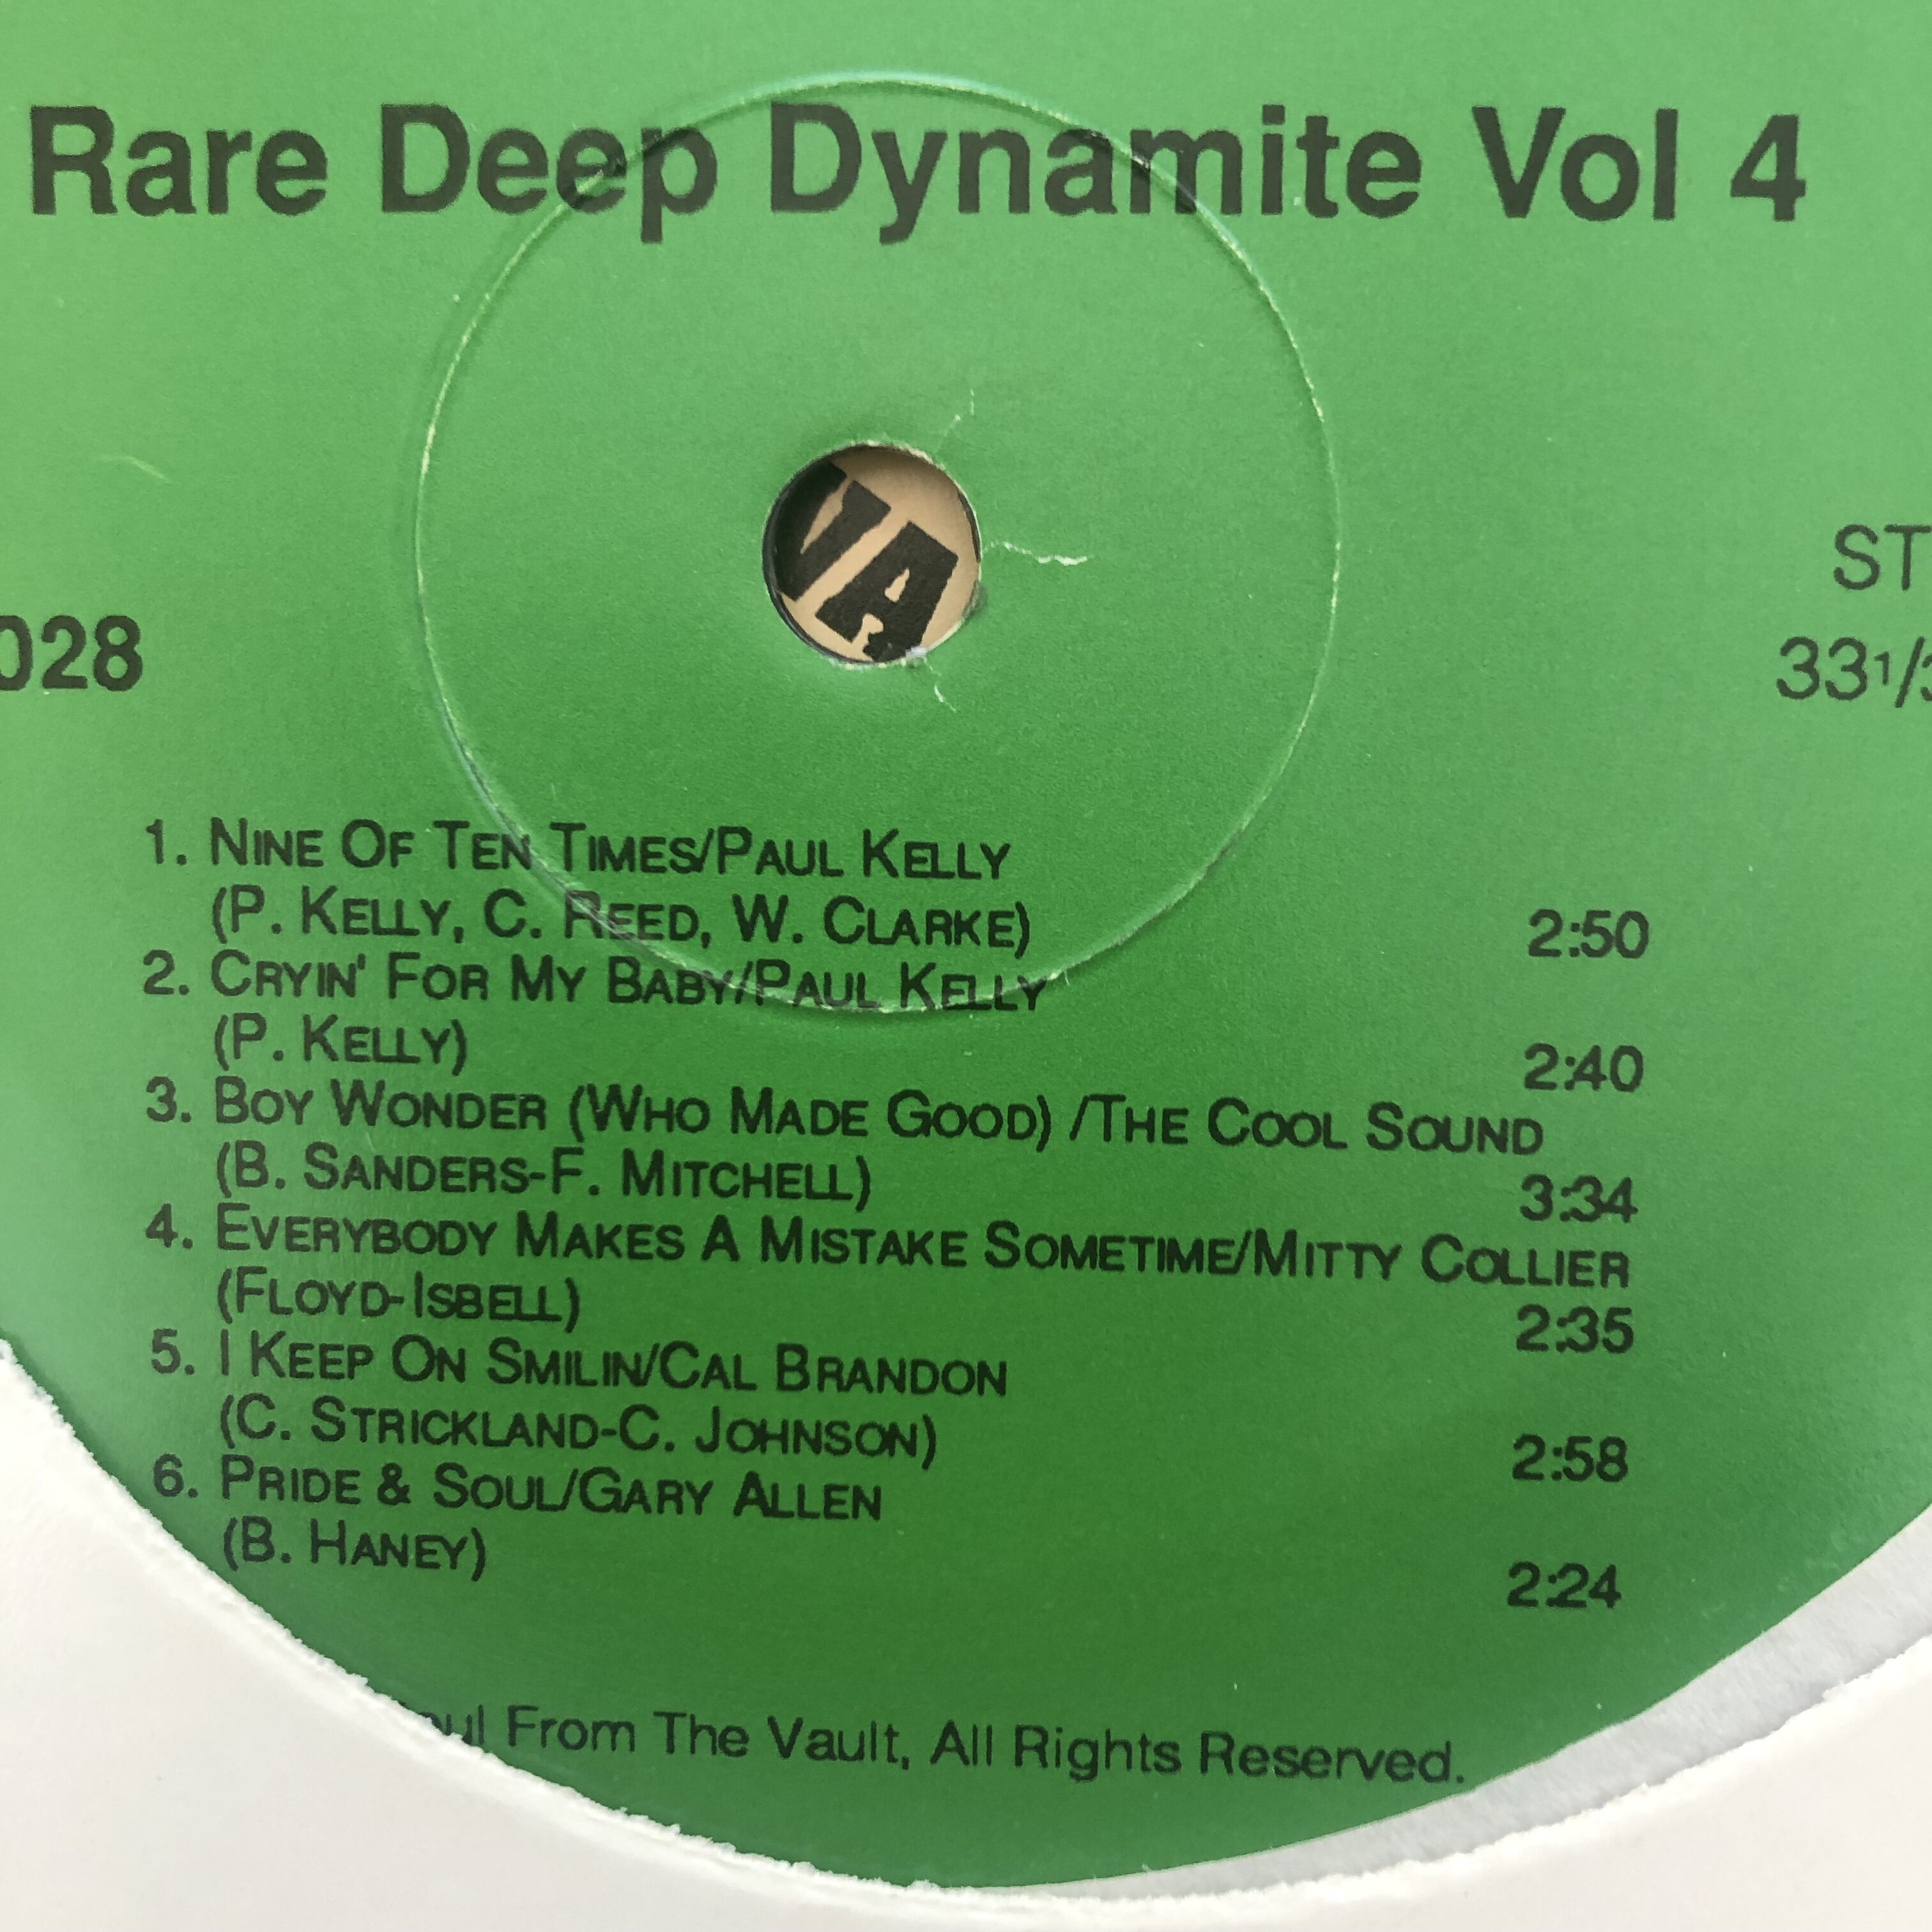 Rare Deep Dynamite Vol 4
VA
ST
028
33 1/3
1. NINE OF TEN TIMES/PAUL KELLY
(P. KELLY, C. REED, W. CLARKE) 2:50
2. CRYIN' FOR MY BABY/PAUL KELLY
(P. KELLY) 2:40
3. BOY WONDER (WHO MADE GOOD) /THE COOL SOUND
(B. SANDERS-F. MITCHELL) 3:34
4. EVERYBODY MAKES A MISTAKE SOMETIME/MITTY COLLIER
(FLOYD-ISBELL) 2:35
5. I KEEP ON SMILIN/CAL BRANDON
(C. STRICKLAND-C. JOHNSON) 2:58
6. PRIDE & SOUL/GARY ALLEN
(B. HANEY) 2:24
ul From The Vault, All Rights Reserved.